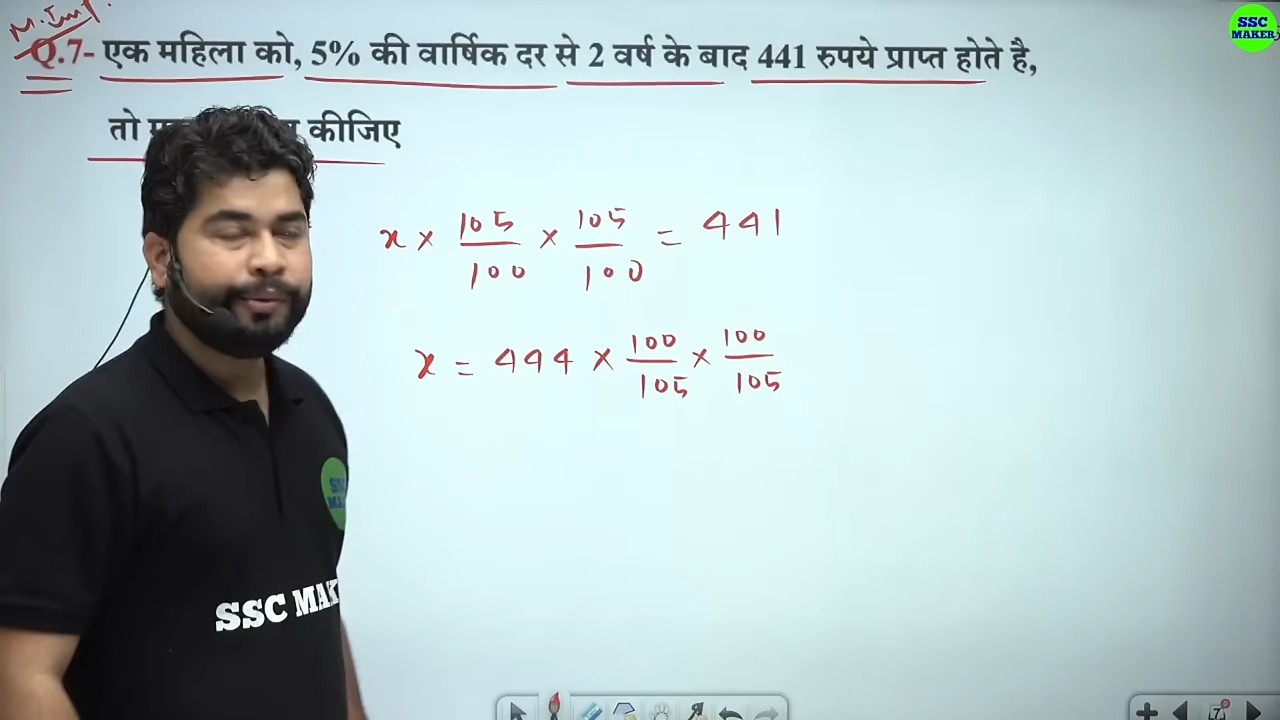 M. Imp.
SSC
MAKER
Q.7- एक महिला को, 5% की वार्षिक दर से 2 वर्ष के बाद 441 रुपये प्राप्त होते है,
तो कीजिए
x × 105/100 × 105/100 = 441
x = 444 × 100/105 × 100/105
SSC MAK
7